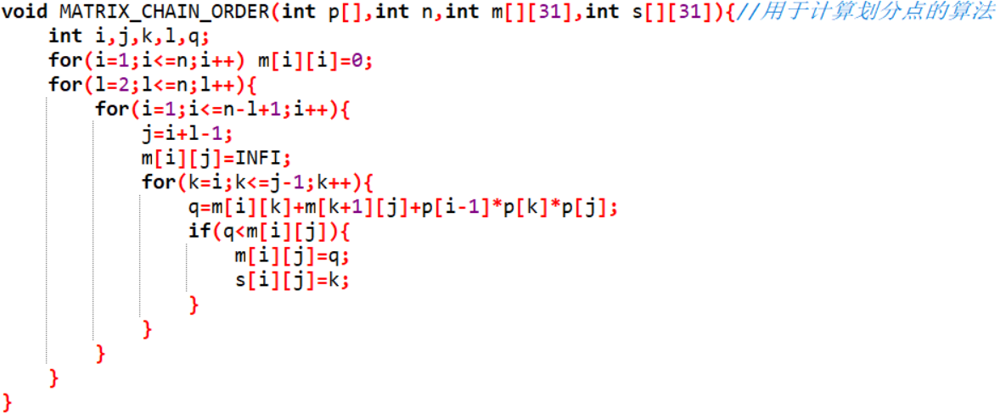 void MATRIX_CHAIN_ORDER(int p[],int n,int m[][31],int s[][31]){//用于计算划分点的算法
    int i,j,k,l,q;
    for(i=1;i<=n;i++) m[i][i]=0;
    for(l=2;l<=n;l++){
        for(i=1;i<=n-l+1;i++){
            j=i+l-1;
            m[i][j]=INFI;
            for(k=i;k<=j-1;k++){
                q=m[i][k]+m[k+1][j]+p[i-1]*p[k]*p[j];
                if(q<m[i][j]){
                    m[i][j]=q;
                    s[i][j]=k;
                }
            }
        }
    }
}